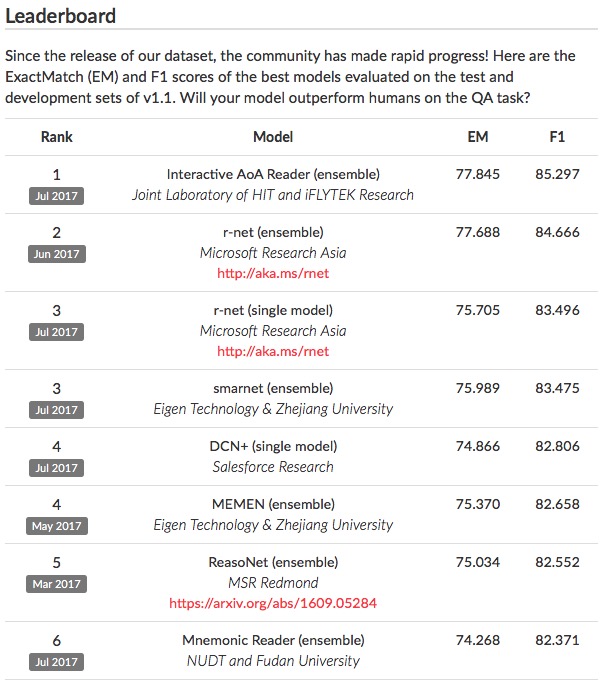 Leaderboard
Since the release of our dataset, the community has made rapid progress! Here are the
ExactMatch (EM) and F1 scores of the best models evaluated on the test and
development sets of v1.1. Will your model outperform humans on the QA task?
Rank Model EM F1
1 Interactive AoA Reader (ensemble) 77.845 85.297
Jul 2017 Joint Laboratory of HIT and iFLYTEK Research
2 r-net (ensemble) 77.688 84.666
Jun 2017 Microsoft Research Asia
http://aka.ms/rnet
3 r-net (single model) 75.705 83.496
Jul 2017 Microsoft Research Asia
http://aka.ms/rnet
3 smarnet (ensemble) 75.989 83.475
Jul 2017 Eigen Technology & Zhejiang University
4 DCN+ (single model) 74.866 82.806
Jul 2017 Salesforce Research
4 MEMEN (ensemble) 75.370 82.658
May 2017 Eigen Technology & Zhejiang University
5 ReasoNet (ensemble) 75.034 82.552
Mar 2017 MSR Redmond
https://arxiv.org/abs/1609.05284
6 Mnemonic Reader (ensemble) 74.268 82.371
Jul 2017 NUDT and Fudan University